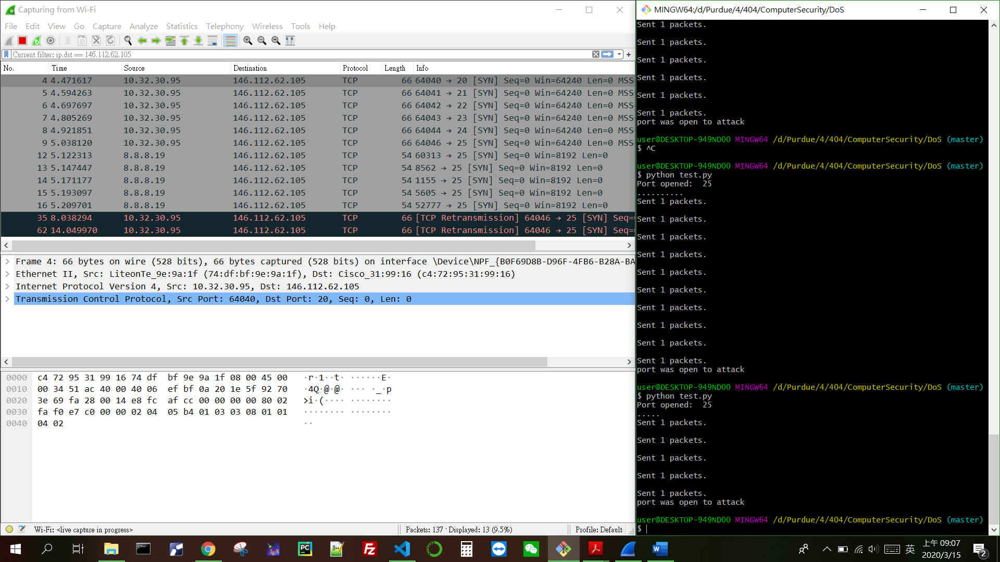 Capturing from Wi-Fi
File Edit View Go Capture Analyze Statistics Telephony Wireless Tools Help
Current filter: ip.dst == 146.112.62.105
No. Time Source Destination Protocol Length Info
4 4.471617 10.32.30.95 146.112.62.105 TCP 66 64040 → 20 [SYN] Seq=0 Win=64240 Len=0 MSS
5 4.594263 10.32.30.95 146.112.62.105 TCP 66 64041 → 21 [SYN] Seq=0 Win=64240 Len=0 MSS
6 4.697697 10.32.30.95 146.112.62.105 TCP 66 64042 → 22 [SYN] Seq=0 Win=64240 Len=0 MSS
7 4.805269 10.32.30.95 146.112.62.105 TCP 66 64043 → 23 [SYN] Seq=0 Win=64240 Len=0 MSS
8 4.921851 10.32.30.95 146.112.62.105 TCP 66 64044 → 24 [SYN] Seq=0 Win=64240 Len=0 MSS
9 5.038120 10.32.30.95 146.112.62.105 TCP 66 64046 → 25 [SYN] Seq=0 Win=64240 Len=0 MSS
12 5.122313 8.8.8.19 146.112.62.105 TCP 54 60313 → 25 [SYN] Seq=0 Win=8192 Len=0
13 5.147447 8.8.8.19 146.112.62.105 TCP 54 8562 → 25 [SYN] Seq=0 Win=8192 Len=0
14 5.171177 8.8.8.19 146.112.62.105 TCP 54 1155 → 25 [SYN] Seq=0 Win=8192 Len=0
15 5.193097 8.8.8.19 146.112.62.105 TCP 54 5605 → 25 [SYN] Seq=0 Win=8192 Len=0
16 5.209701 8.8.8.19 146.112.62.105 TCP 54 52777 → 25 [SYN] Seq=0 Win=8192 Len=0
35 8.038294 10.32.30.95 146.112.62.105 TCP 66 [TCP Retransmission] 64046 → 25 [SYN] Seq=
62 14.049970 10.32.30.95 146.112.62.105 TCP 66 [TCP Retransmission] 64046 → 25 [SYN] Seq=
Frame 4: 66 bytes on wire (528 bits), 66 bytes captured (528 bits) on interface \Device\NPF_{B0F69D8B-D96F-4FB6-B28A-BA
Ethernet II, Src: LiteonTe_9e:9a:1f (74:df:bf:9e:9a:1f), Dst: Cisco_31:99:16 (c4:72:95:31:99:16)
Internet Protocol Version 4, Src: 10.32.30.95, Dst: 146.112.62.105
Transmission Control Protocol, Src Port: 64040, Dst Port: 20, Seq: 0, Len: 0
0000 c4 72 95 31 99 16 74 df bf 9e 9a 1f 08 00 45 00 ·r·1··t· ······E·
0010 00 34 51 ac 40 00 40 06 ef bf 0a 20 1e 5f 92 70 ·4Q·@·@· ··· ·_·p
0020 3e 69 fa 28 00 14 e8 fc af cc 00 00 00 00 80 02 >i·(···· ········
0030 fa f0 e7 c0 00 00 02 04 05 b4 01 03 03 08 01 01 ········ ········
0040 04 02 ··
Wi-Fi: <live capture in progress> Packets: 137 · Displayed: 13 (9.5%) Profile: Default
MINGW64:/d/Purdue/4/404/ComputerSecurity/DoS
Sent 1 packets.
Sent 1 packets.
Sent 1 packets.
Sent 1 packets.
Sent 1 packets.
Sent 1 packets.
port was open to attack
user@DESKTOP-949NDOO MINGW64 /d/Purdue/4/404/ComputerSecurity/DoS (master)
$ ^C
user@DESKTOP-949NDOO MINGW64 /d/Purdue/4/404/ComputerSecurity/DoS (master)
$ python test.py
Port opened:  25
..........
Sent 1 packets.
Sent 1 packets.
Sent 1 packets.
Sent 1 packets.
Sent 1 packets.
Sent 1 packets.
Sent 1 packets.
Sent 1 packets.
Sent 1 packets.
Sent 1 packets.
port was open to attack
user@DESKTOP-949NDOO MINGW64 /d/Purdue/4/404/ComputerSecurity/DoS (master)
$ python test.py
Port opened:  25
.....
Sent 1 packets.
Sent 1 packets.
Sent 1 packets.
Sent 1 packets.
Sent 1 packets.
port was open to attack
user@DESKTOP-949NDOO MINGW64 /d/Purdue/4/404/ComputerSecurity/DoS (master)
$
英 上午 09:07
2020/3/15
2